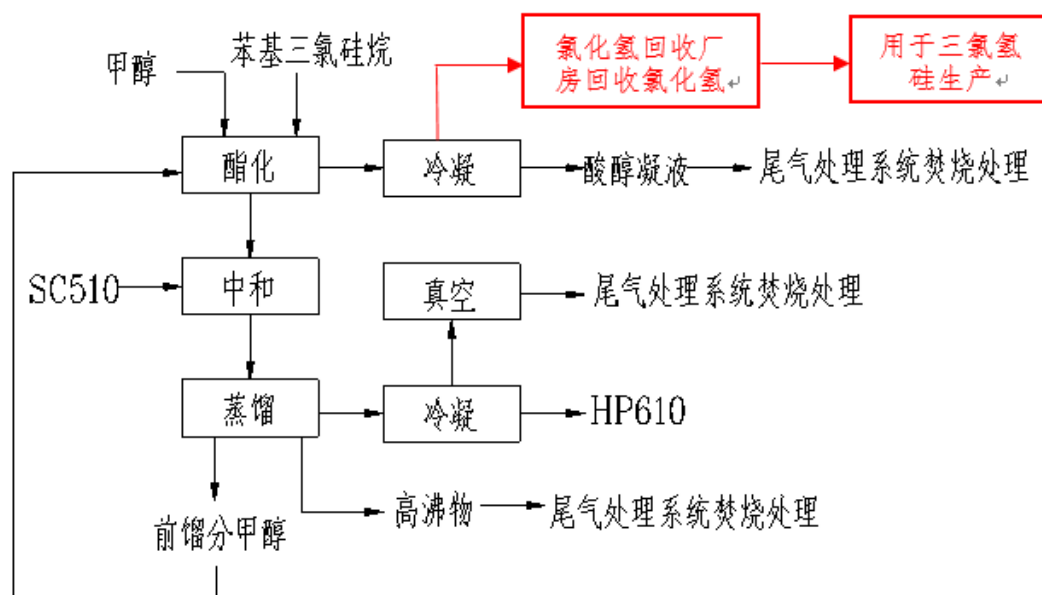 甲醇
苯基三氯硅烷
氯化氢回收厂
房回收氯化氢↵
用于三氯氢
硅生产↵
酯化
冷凝
酸醇凝液
尾气处理系统焚烧处理
SC510
中和
真空
尾气处理系统焚烧处理
蒸馏
冷凝
HP610
高沸物
尾气处理系统焚烧处理
前馏分甲醇